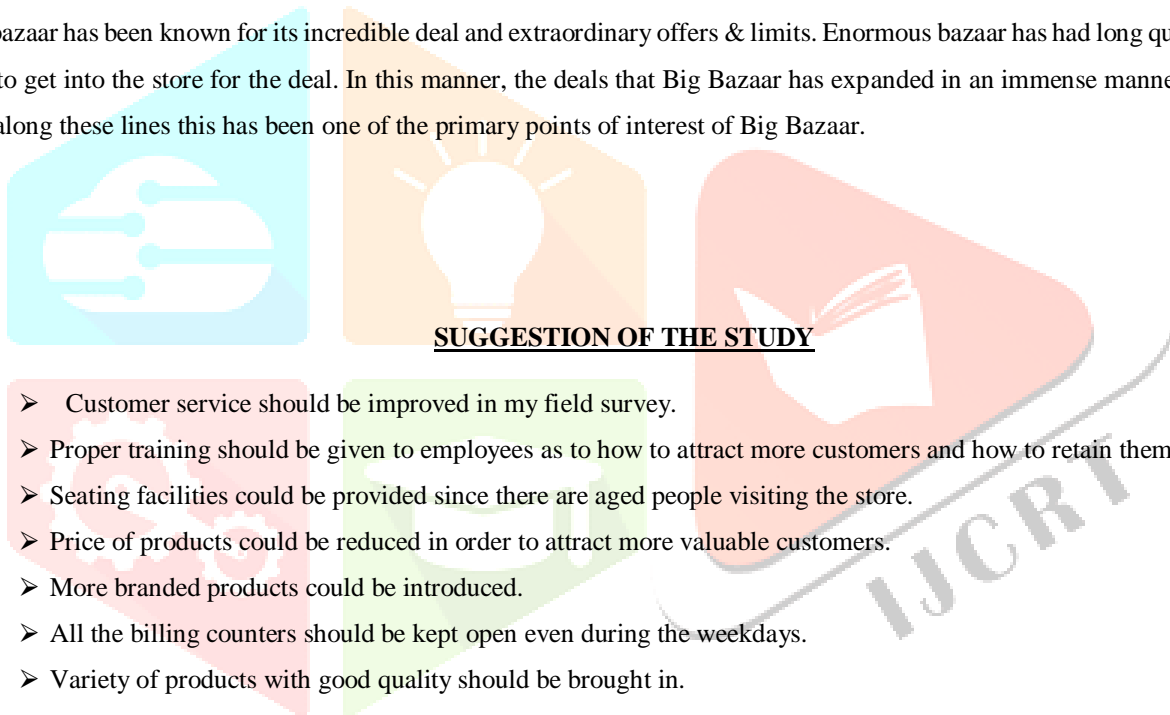 bazaar has been known for its incredible deal and extraordinary offers & limits. Enormous bazaar has had long qu
to get into the store for the deal. In this manner, the deals that Big Bazaar has expanded in an immense manne
along these lines this has been one of the primary points of interest of Big Bazaar.
SUGGESTION OF THE STUDY
➢ Customer service should be improved in my field survey.
➢ Proper training should be given to employees as to how to attract more customers and how to retain them
➢ Seating facilities could be provided since there are aged people visiting the store.
➢ Price of products could be reduced in order to attract more valuable customers.
➢ More branded products could be introduced.
➢ All the billing counters should be kept open even during the weekdays.
➢ Variety of products with good quality should be brought in.
IJCRT